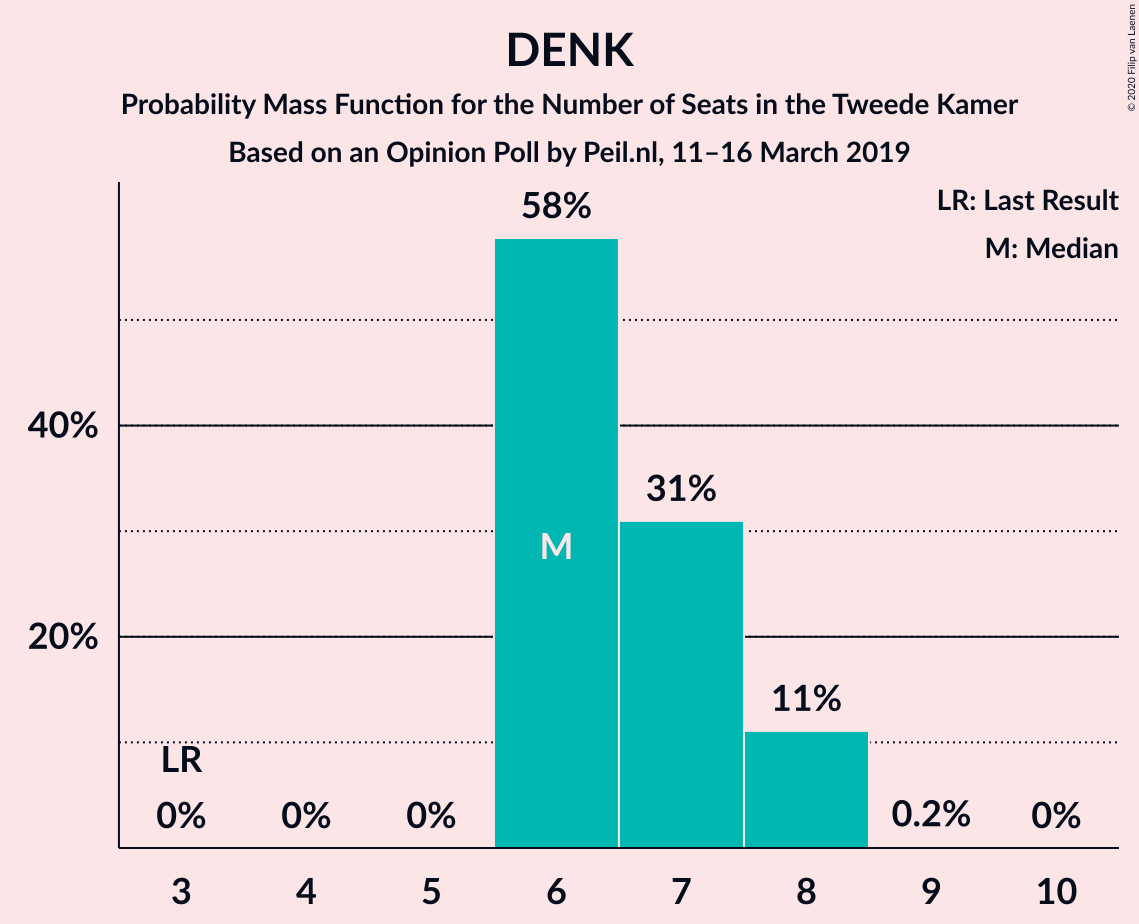 DENK
Probability Mass Function for the Number of Seats in the Tweede Kamer
Based on an Opinion Poll by Peil.nl, 11–16 March 2019
© 2020 Filip van Laenen
LR: Last Result
M: Median
58%
40%
31%
M
20%
11%
LR
0% 0% 0% 0.2% 0%
3 4 5 6 7 8 9 10